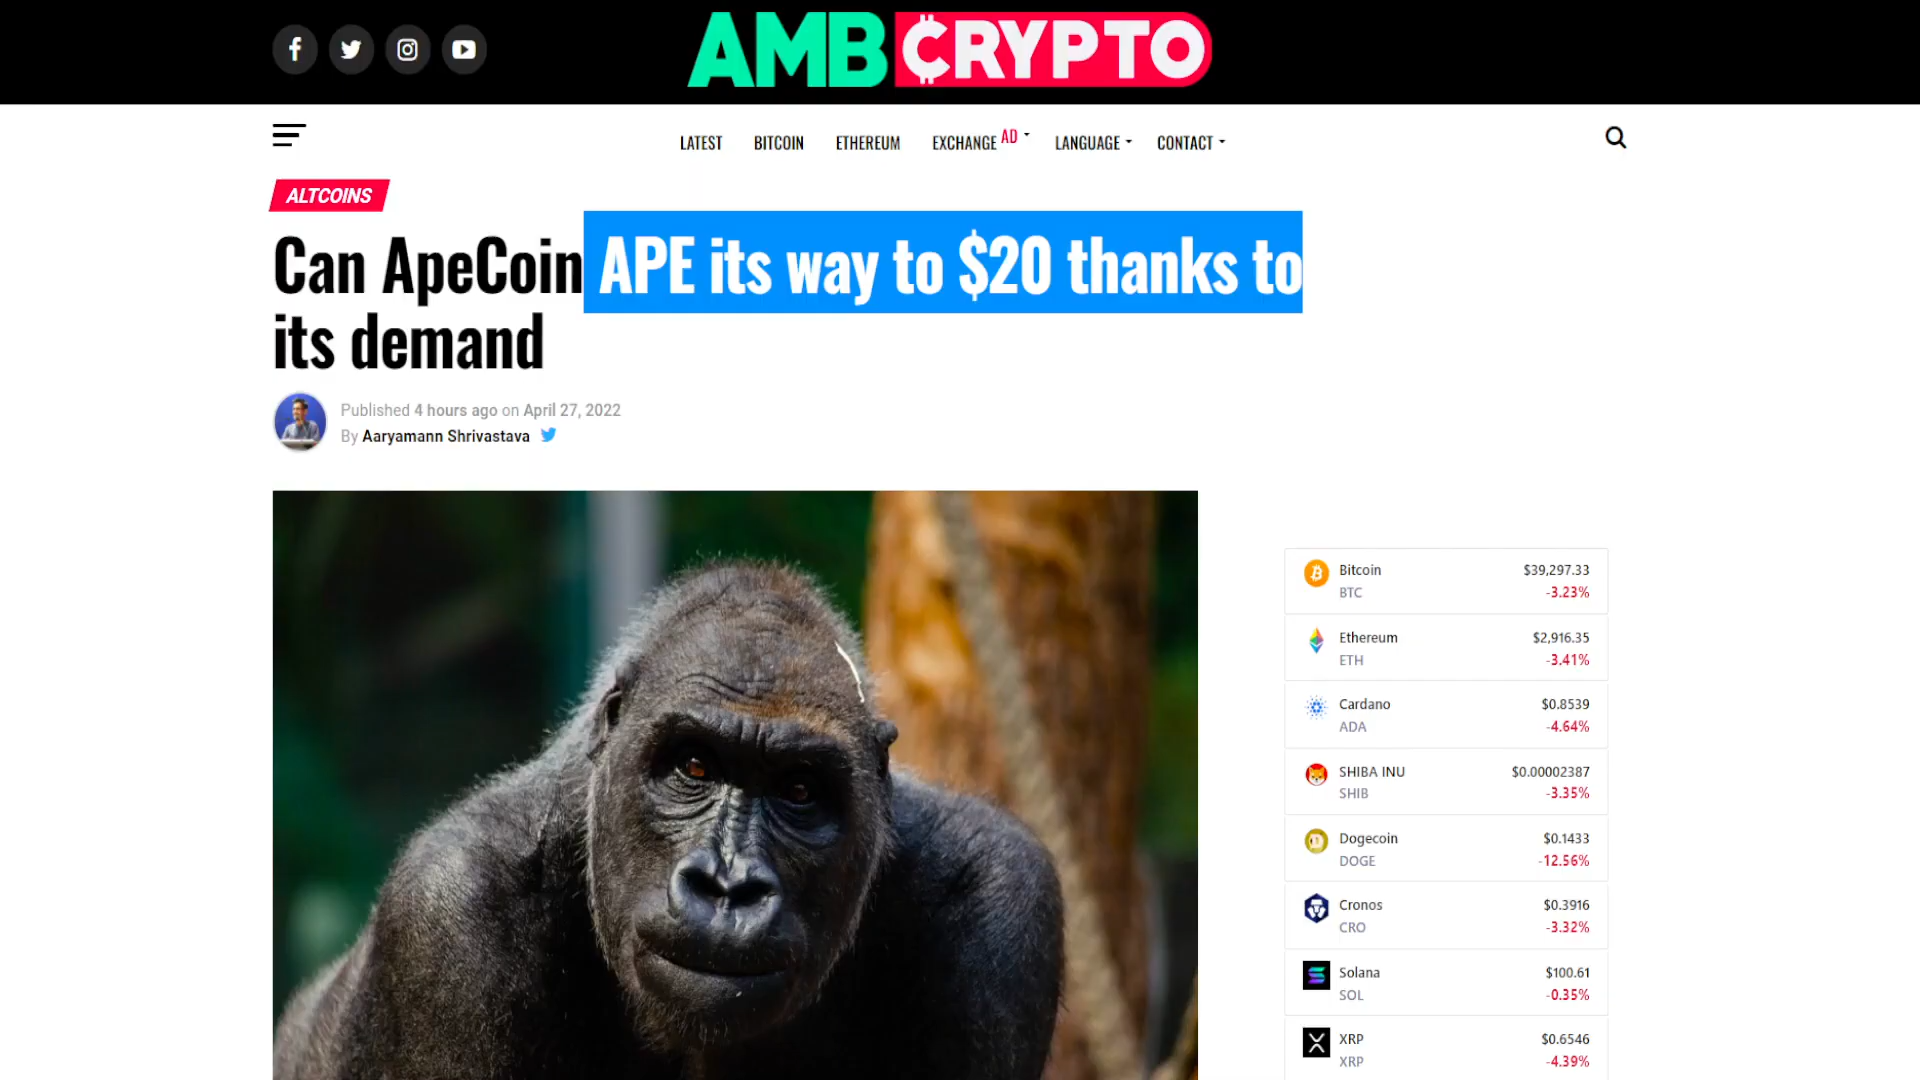 AMBCRYPTO
LATEST BITCOIN ETHEREUM EXCHANGE AD LANGUAGE CONTACT
ALTCOINS
Can ApeCoin APE its way to $20 thanks to
its demand
Published 4 hours ago on April 27, 2022
By Aaryamann Shrivastava
Bitcoin $39,297.33
BTC -3.23%
Ethereum $2,916.35
ETH -3.41%
Cardano $0.8539
ADA -4.64%
SHIBA INU $0.00002387
SHIB -3.35%
Dogecoin $0.1433
DOGE -12.56%
Cronos $0.3916
CRO -3.32%
Solana $100.61
SOL -0.35%
XRP $0.6546
XRP -4.39%